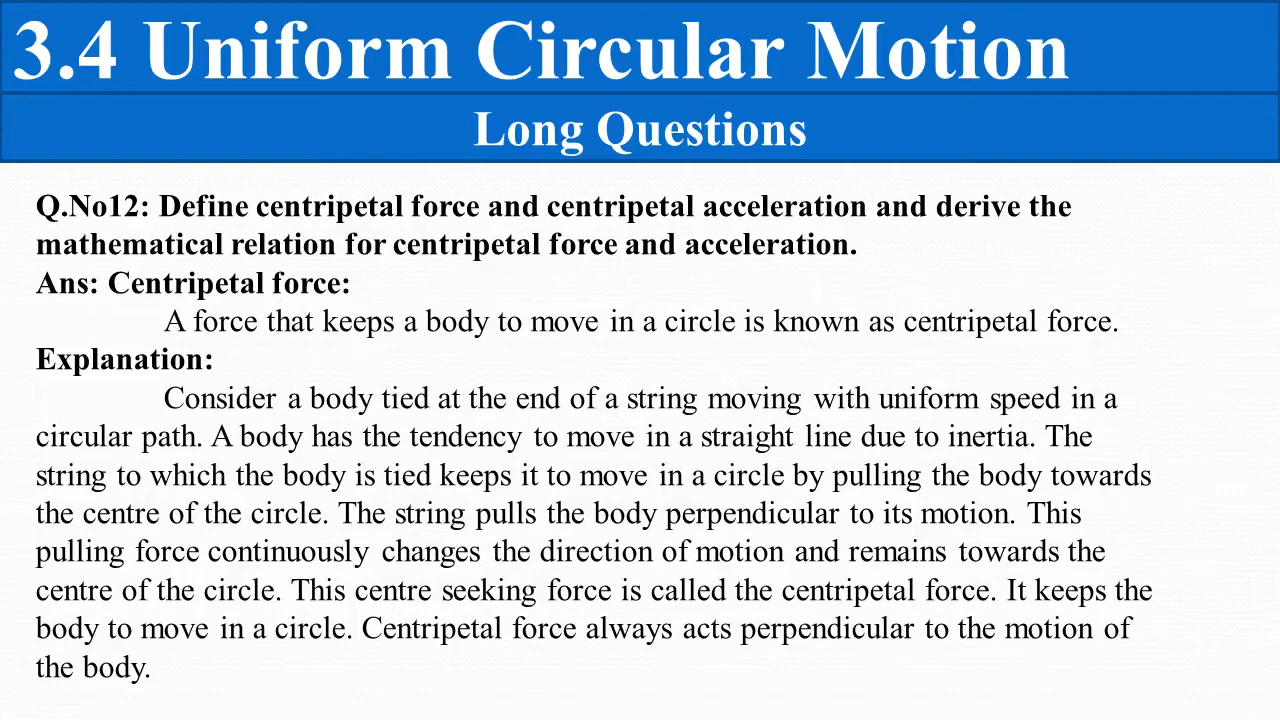 3.4 Uniform Circular Motion
Long Questions
Q.No12: Define centripetal force and centripetal acceleration and derive the
mathematical relation for centripetal force and acceleration.
Ans: Centripetal force:
A force that keeps a body to move in a circle is known as centripetal force.
Explanation:
Consider a body tied at the end of a string moving with uniform speed in a
circular path. A body has the tendency to move in a straight line due to inertia. The
string to which the body is tied keeps it to move in a circle by pulling the body towards
the centre of the circle. The string pulls the body perpendicular to its motion. This
pulling force continuously changes the direction of motion and remains towards the
centre of the circle. This centre seeking force is called the centripetal force. It keeps the
body to move in a circle. Centripetal force always acts perpendicular to the motion of
the body.